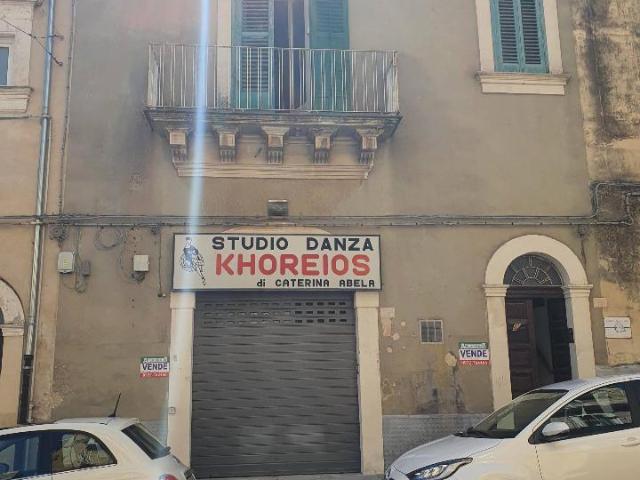 STUDIO DANZA
KHOREIOS
di CATERINA ABELA
VENDE
VENDE